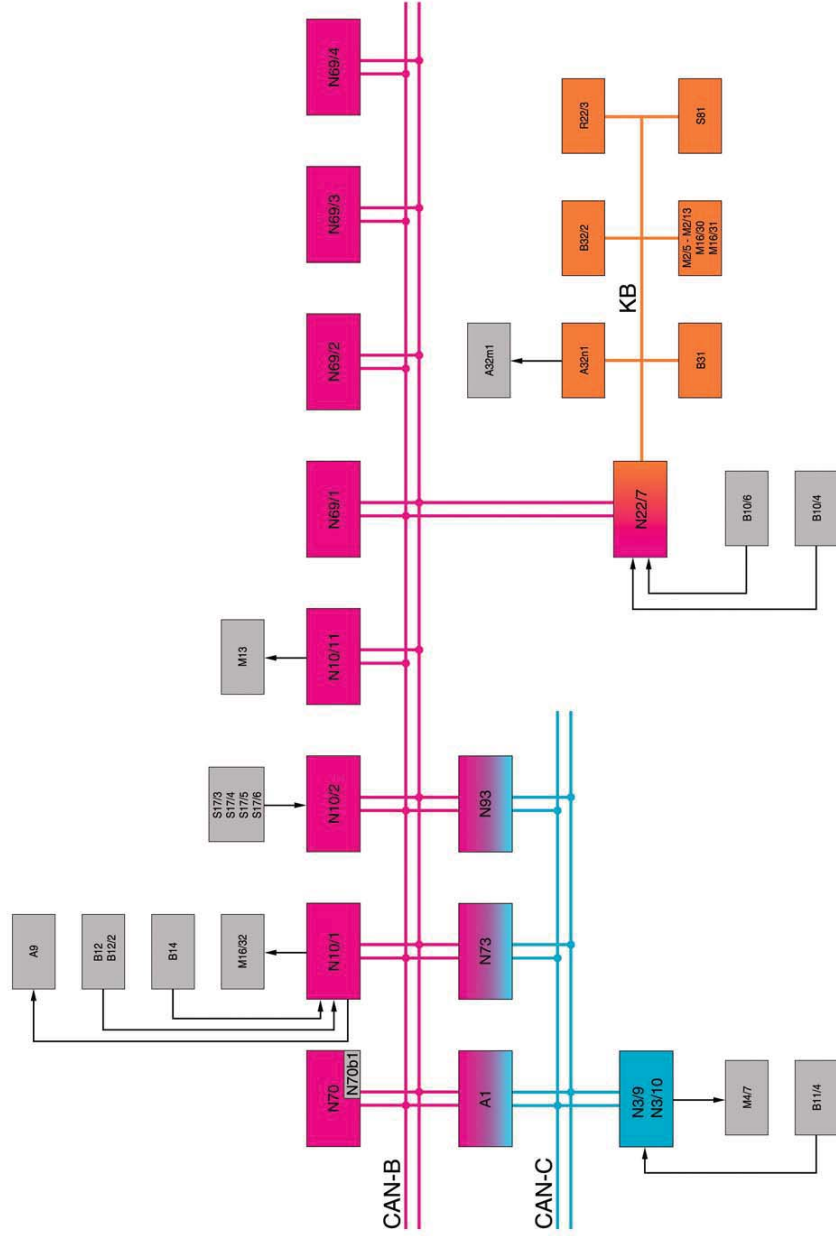 A9
B12
B12/2
B14
M16/32
S17/3
S17/4
S17/5
S17/6
M13
N70
N70b1
N10/1
N10/2
N10/11
N69/1
N69/2
N69/3
N69/4
CAN-B
A1
N73
N93
CAN-C
N3/9
N3/10
M4/7
B11/4
A32m1
A32n1
B32/2
R22/3
KB
N22/7
B31
M2/5 - M2/13
M16/30
M16/31
S81
B10/6
B10/4